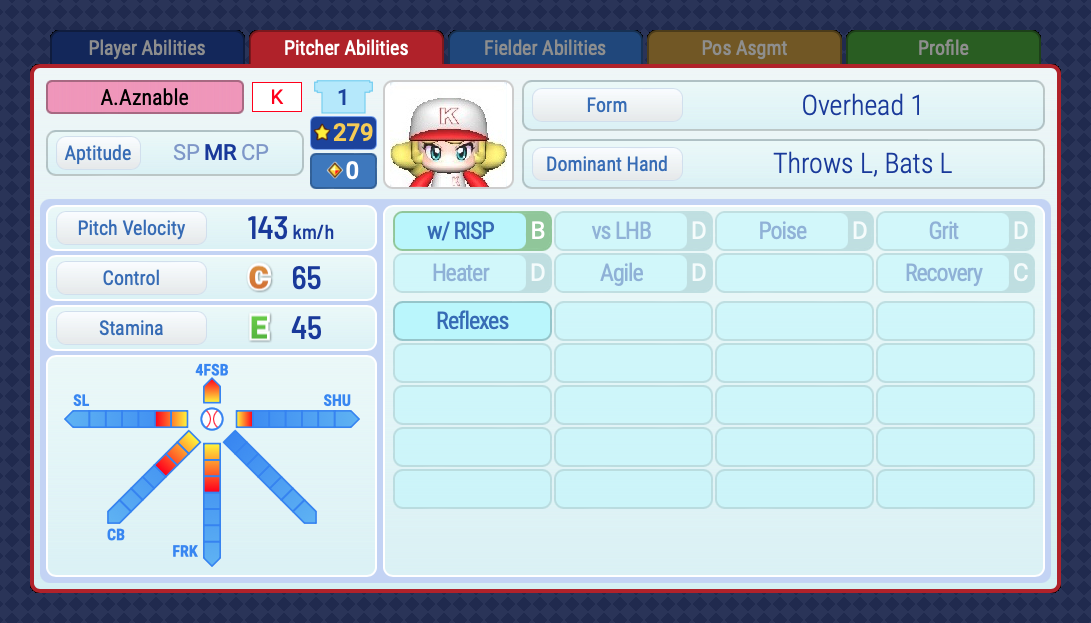 Player Abilities
Pitcher Abilities
Fielder Abilities
Pos Asgmt
Profile
A.Aznable
K
1
279
0
Aptitude
SP MR CP
K
K
Form
Overhead 1
Dominant Hand
Throws L, Bats L
Pitch Velocity
143 km/h
Control
C 65
Stamina
E 45
4FSB
SL
SHU
CB
FRK
w/ RISP B
vs LHB D
Poise D
Grit D
Heater D
Agile D
Recovery C
Reflexes